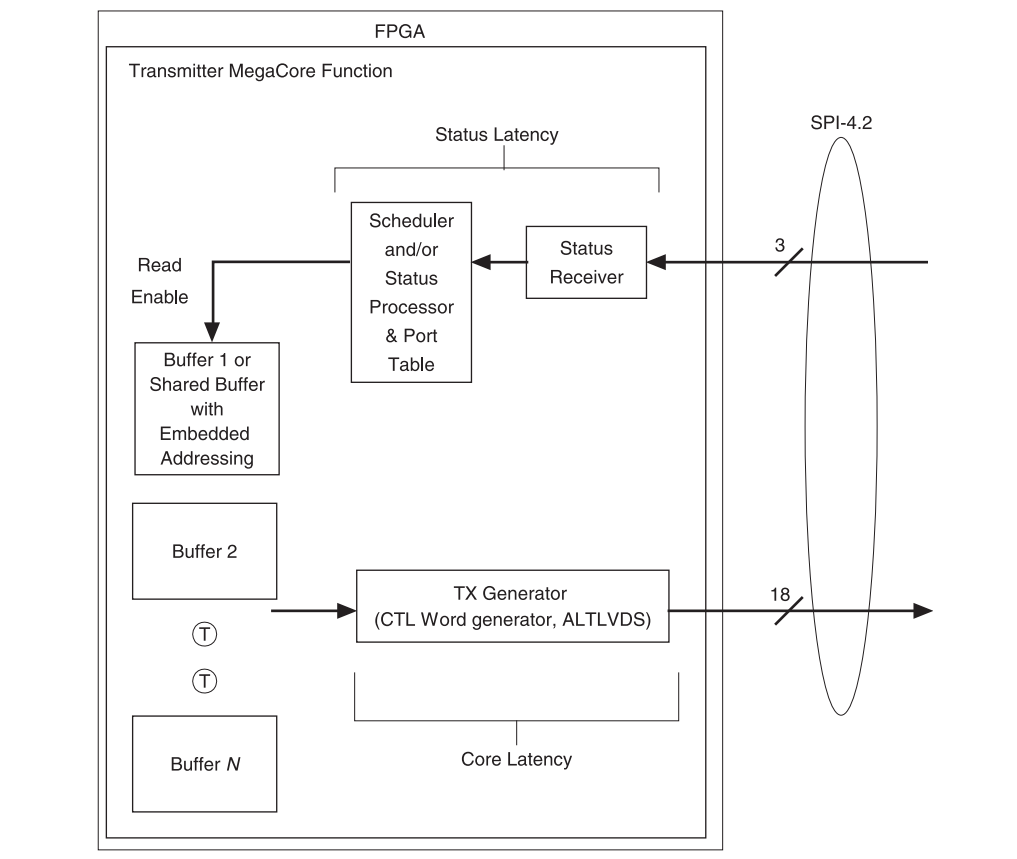 FPGA
Transmitter MegaCore Function
SPI-4.2
Status Latency
Scheduler
and/or
Status
Processor
& Port
Table
Status
Receiver
3
Read
Enable
Buffer 1 or
Shared Buffer
with
Embedded
Addressing
Buffer 2
TX Generator
(CTL Word generator, ALTLVDS)
18
T
T
Buffer N
Core Latency